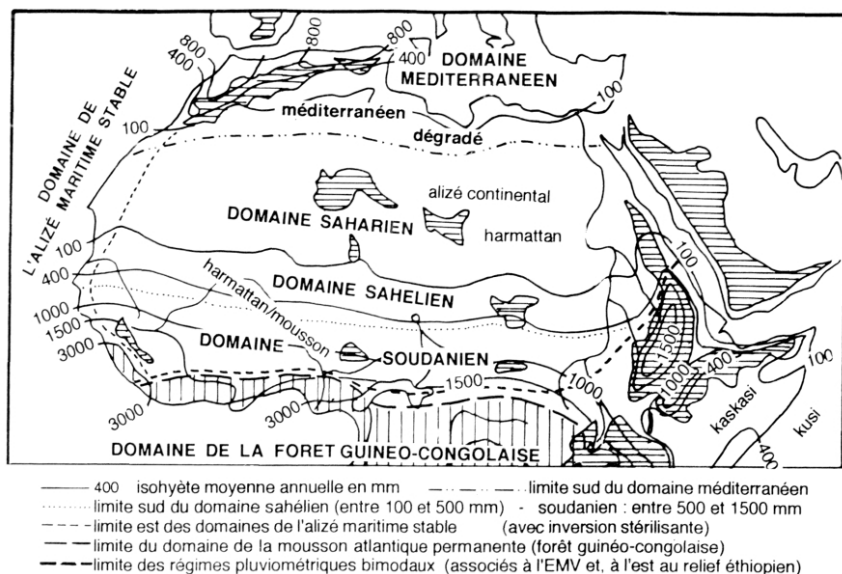 800
800
800
400
400
DOMAINE
MEDITERRANEEN
100
DOMAINE DE
L'ALIZÉ MARITIME STABLE
100
méditerranéen
dégradé
alizé continental
DOMAINE SAHARIEN
harmattan
100
400
1000
1500
3000
100
DOMAINE SAHELIEN
harmattan/mousson
DOMAINE
SOUDANIEN
1500
1500
1000
1000
400
100
3000
3000
kaskasi
kusi
400
DOMAINE DE LA FORET GUINEO-CONGOLAISE
400 isohyète moyenne annuelle en mm limite sud du domaine méditerranéen
limite sud du domaine sahélien (entre 100 et 500 mm) - soudanien : entre 500 et 1500 mm
limite est des domaines de l'alizé maritime stable (avec inversion stérilisante)
limite du domaine de la mousson atlantique permanente (forêt guinéo-congolaise)
limite des régimes pluviométriques bimodaux (associés à l'EMV et, à l'est au relief éthiopien)